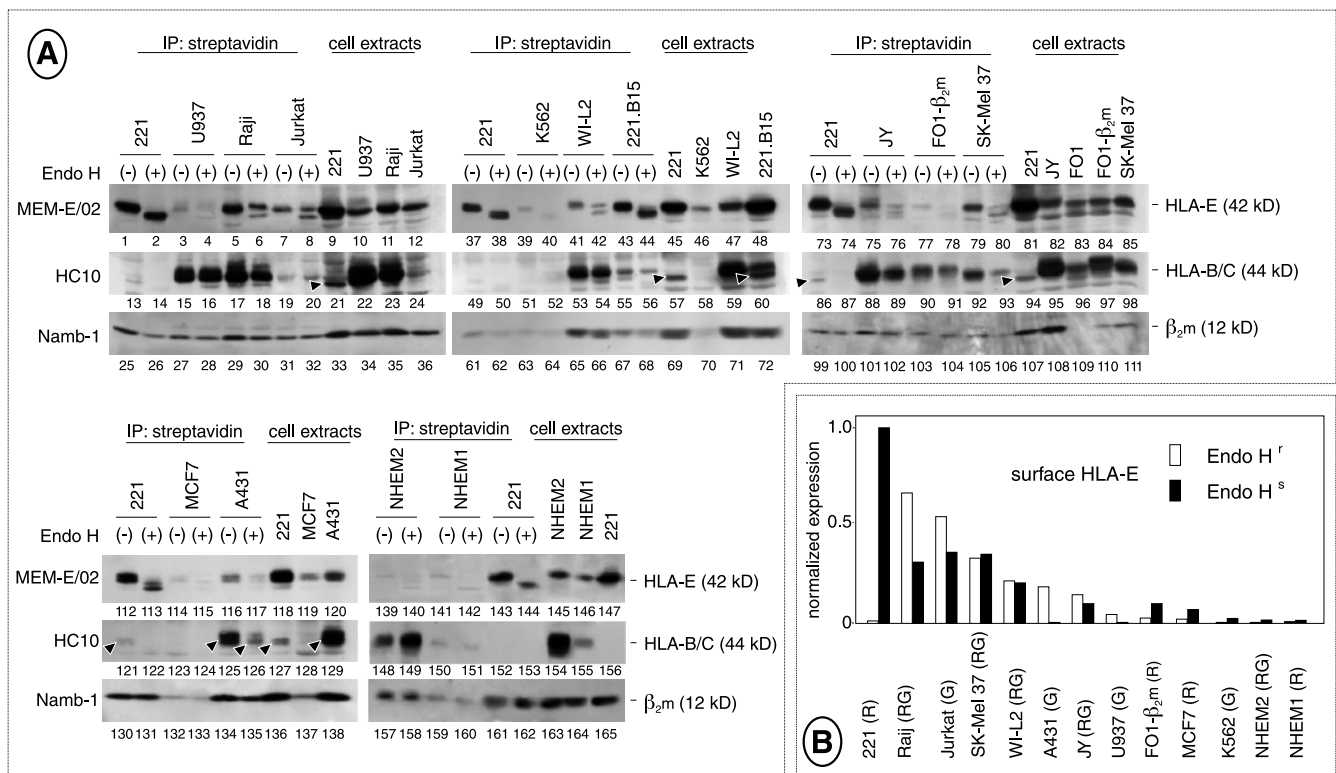 A
IP: streptavidin cell extracts
221 U937 Raji Jurkat 221 U937 Raji Jurkat
Endo H (-) (+) (-) (+) (-) (+) (-) (+)
MEM-E/02
1 2 3 4 5 6 7 8 9 10 11 12
HC10
13 14 15 16 17 18 19 20 21 22 23 24
Namb-1
25 26 27 28 29 30 31 32 33 34 35 36
IP: streptavidin cell extracts
221 K562 WI-L2 221.B15 221 K562 WI-L2 221.B15
(-) (+) (-) (+) (-) (+) (-) (+)
37 38 39 40 41 42 43 44 45 46 47 48
49 50 51 52 53 54 55 56 57 58 59 60
61 62 63 64 65 66 67 68 69 70 71 72
IP: streptavidin cell extracts
221 JY FO1-β₂m SK-Mel 37 221 JY FO1 FO1-β₂m SK-Mel 37
(-) (+) (-) (+) (-) (+) (-) (+)
- HLA-E (42 kD)
73 74 75 76 77 78 79 80 81 82 83 84 85
- HLA-B/C (44 kD)
86 87 88 89 90 91 92 93 94 95 96 97 98
- β₂m (12 kD)
99 100 101 102 103 104 105 106 107 108 109 110 111
IP: streptavidin cell extracts
221 MCF7 A431 221 MCF7 A431
Endo H (-) (+) (-) (+) (-) (+)
MEM-E/02
112 113 114 115 116 117 118 119 120
HC10
121 122 123 124 125 126 127 128 129
Namb-1
130 131 132 133 134 135 136 137 138
IP: streptavidin cell extracts
NHEM2 NHEM1 221 NHEM2 NHEM1 221
(-) (+) (-) (+) (-) (+)
- HLA-E (42 kD)
139 140 141 142 143 144 145 146 147
- HLA-B/C (44 kD)
148 149 150 151 152 153 154 155 156
- β₂m (12 kD)
157 158 159 160 161 162 163 164 165
B
normalized expression
1.0
0.5
0
surface HLA-E
Endo H r
Endo H s
221 (R)
Raij (RG)
Jurkat (G)
SK-Mel 37 (RG)
WI-L2 (RG)
A431 (G)
JY (RG)
U937 (G)
FO1-β₂m (R)
MCF7 (R)
K562 (G)
NHEM2 (RG)
NHEM1 (R)